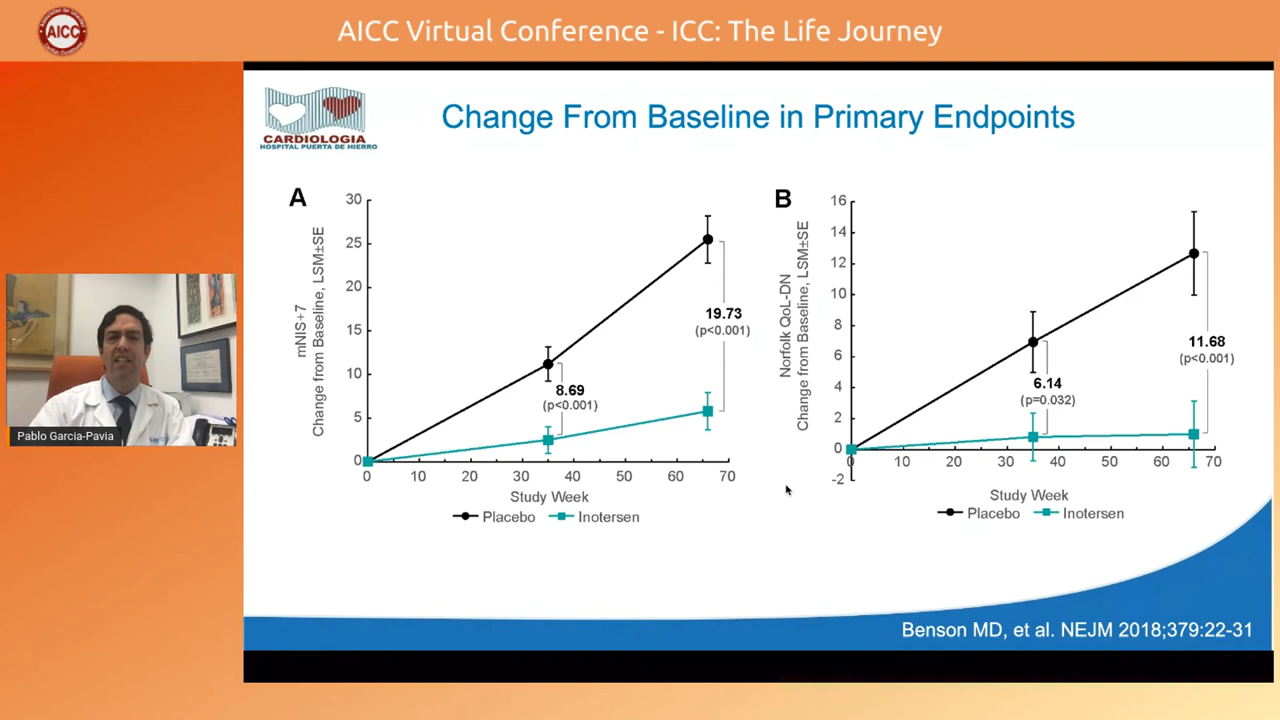 AICC
AICC Virtual Conference - ICC: The Life Journey
CARDIOLOGIA
HOSPITAL PUERTA DE HIERRO
Change From Baseline in Primary Endpoints
A
mNIS+7
Change from Baseline, LSM±SE
30
25
20
15
10
5
0
8.69
(p<0.001)
19.73
(p<0.001)
0 10 20 30 40 50 60 70
Study Week
Placebo Inotersen
B
Norfolk QoL-DN
Change from Baseline, LSM±SE
16
14
12
10
8
6
4
2
0
-2
6.14
(p=0.032)
11.68
(p<0.001)
0 10 20 30 40 50 60 70
Study Week
Placebo Inotersen
Pablo Garcia-Pavia
Benson MD, et al. NEJM 2018;379:22-31